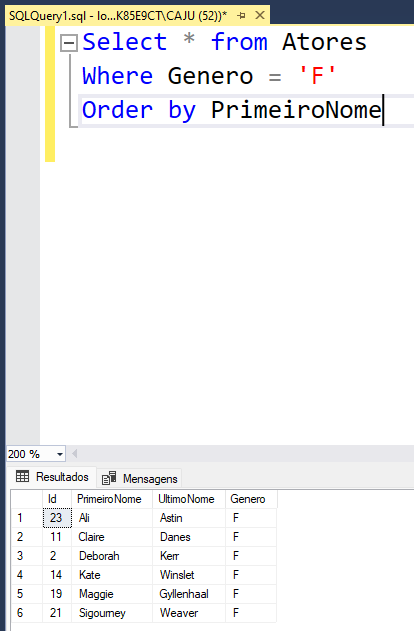 SQLQuery1.sql - lo...K85E9CT\CAJU (52))*
Select * from Atores
Where Genero = 'F'
Order by PrimeiroNome
200 %
Resultados Mensagens
Id PrimeiroNome UltimoNome Genero
1 23 Ali Astin F
2 11 Claire Danes F
3 2 Deborah Kerr F
4 14 Kate Winslet F
5 19 Maggie Gyllenhaal F
6 21 Sigourney Weaver F